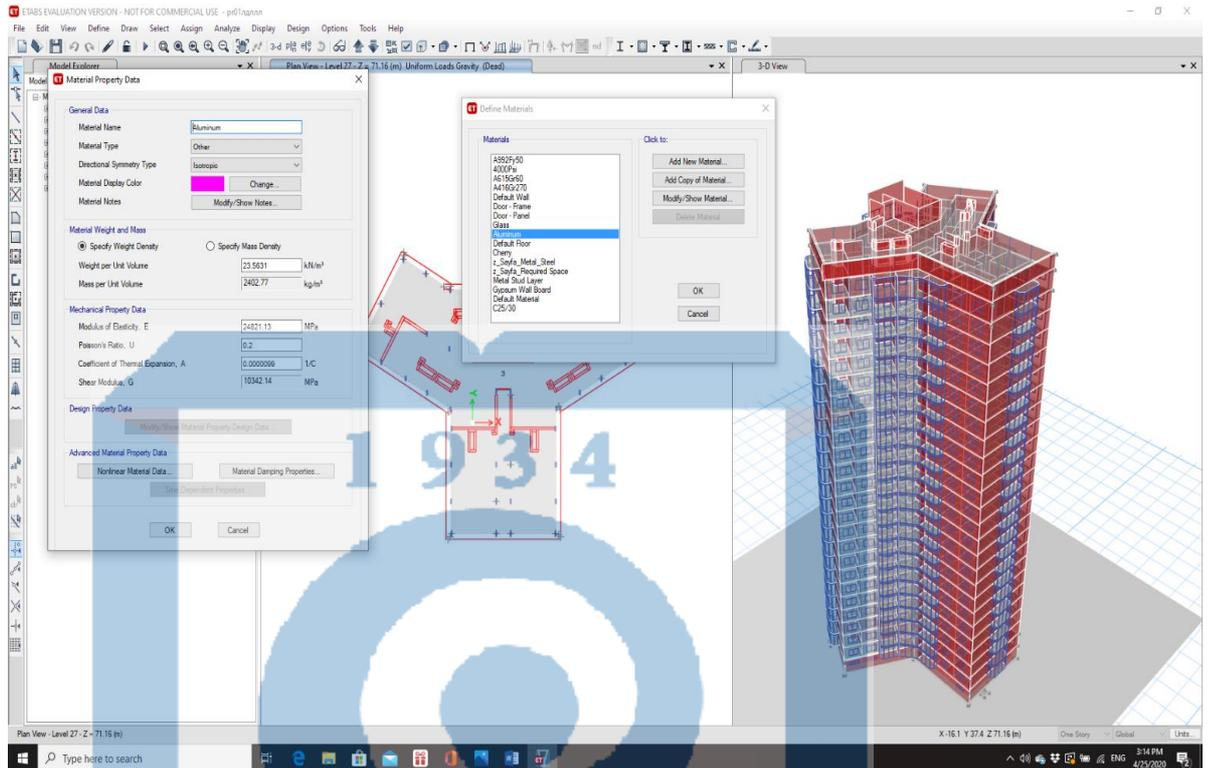 ETABS EVALUATION VERSION - NOT FOR COMMERCIAL USE - pr01лдллл
File Edit View Define Draw Select Assign Analyze Display Design Options Tools Help
Model Explorer
Plan View - Level 27 - Z = 71.16 (m) Uniform Loads Gravity (Dead)
3-D View
Material Property Data
General Data
Material Name Aluminum
Material Type Other
Directional Symmetry Type Isotropic
Material Display Color Change...
Material Notes Modify/Show Notes...
Material Weight and Mass
Specify Weight Density Specify Mass Density
Weight per Unit Volume 23.5631 kN/m³
Mass per Unit Volume 2402.77 kg/m³
Mechanical Property Data
Modulus of Elasticity, E 24821.13 MPa
Poisson's Ratio, U 0.2
Coefficient of Thermal Expansion, A 0.0000099 1/C
Shear Modulus, G 10342.14 MPa
Design Property Data
Modify/Show Material Property Design Data...
Advanced Material Property Data
Nonlinear Material Data... Material Damping Properties...
Time Dependent Properties...
OK Cancel
Define Materials
Materials
A992Fy50
4000Psi
A615Gr60
A416Gr270
Default Wall
Door - Frame
Door - Panel
Glass
Aluminum
Default Floor
Cherry
z_Sayfa_Metal_Steel
z_Sayfa_Required Space
Metal Stud Layer
Gypsum Wall Board
Default Material
C25/30
Click to:
Add New Material...
Add Copy of Material...
Modify/Show Material...
Delete Material
OK
Cancel
3
Y
X
1934
Plan View - Level 27 - Z = 71.16 (m)
X -16.1 Y 37.4 Z 71.16 (m) One Story Global Units...
Type here to search
ENG
3:14 PM
4/25/2020